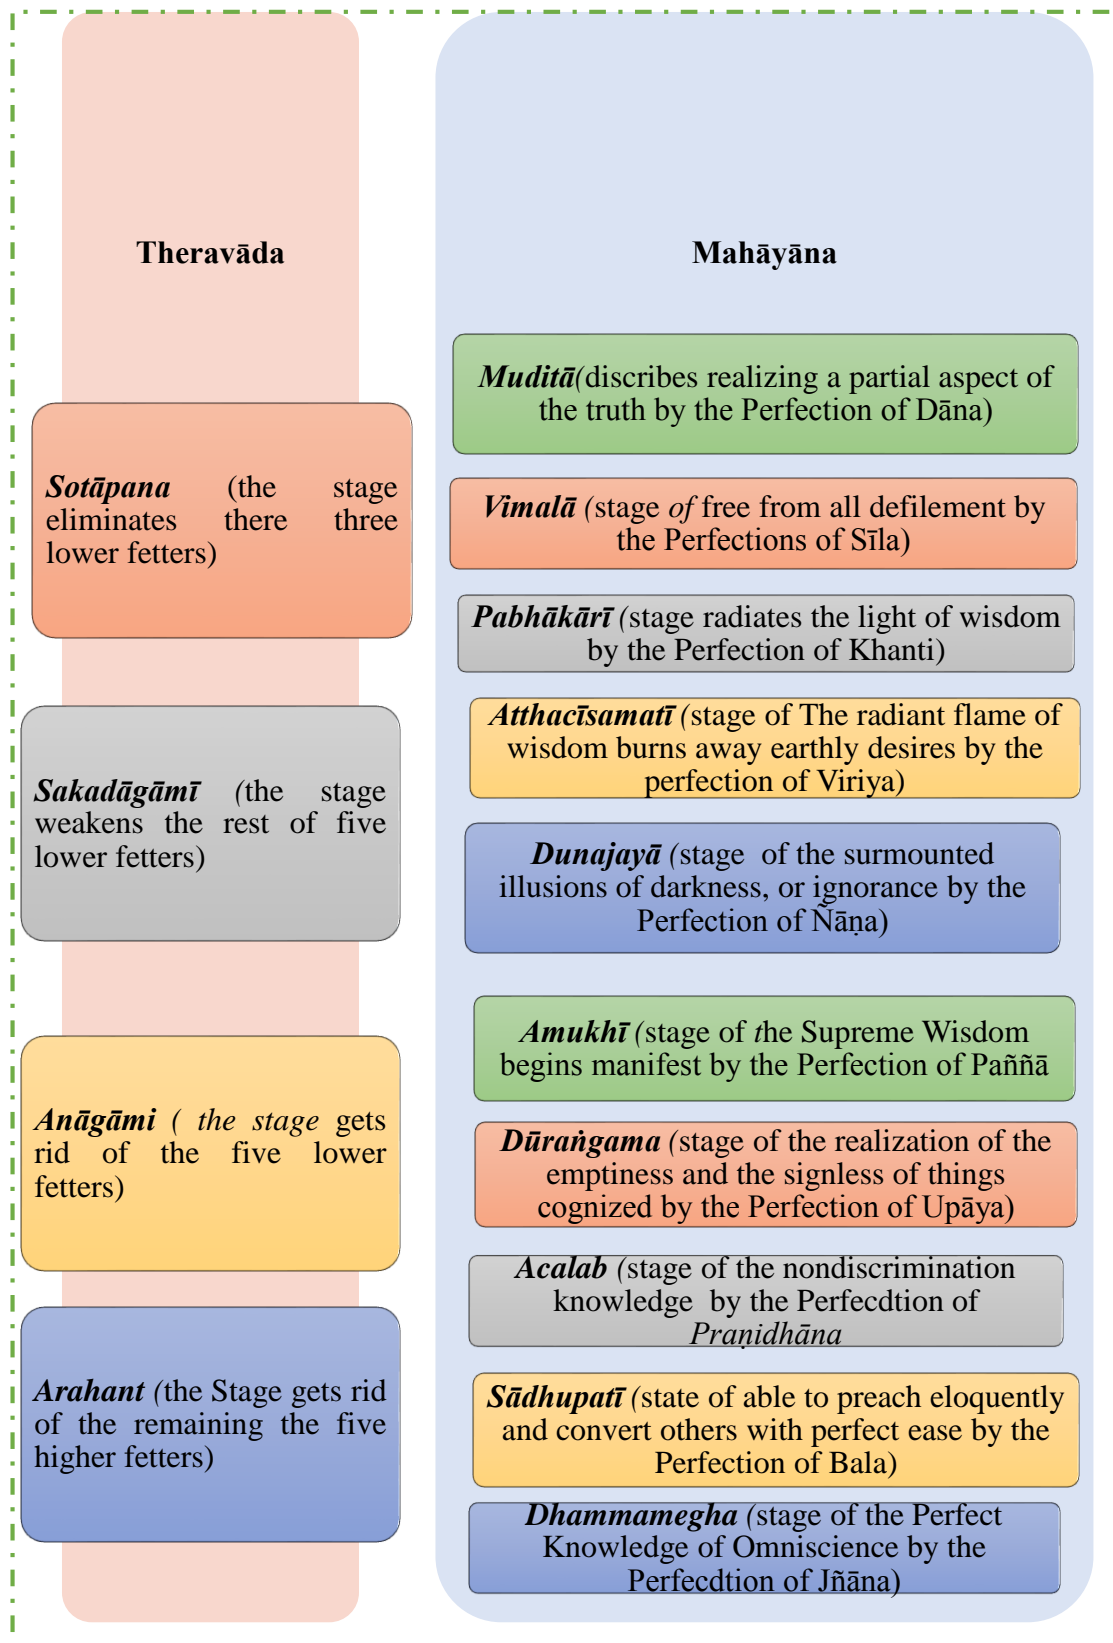 Theravāda
Sotāpana (the stage
eliminates there three
lower fetters)
Sakadāgāmī (the stage
weakens the rest of five
lower fetters)
Anāgāmi ( the stage gets
rid of the five lower
fetters)
Arahant (the Stage gets rid
of the remaining the five
higher fetters)
Mahāyāna
Muditā(discribes realizing a partial aspect of
the truth by the Perfection of Dāna)
Vimalā (stage of free from all defilement by
the Perfections of Sīla)
Pabhākārī (stage radiates the light of wisdom
by the Perfection of Khanti)
Atthacīsamatī (stage of The radiant flame of
wisdom burns away earthly desires by the
perfection of Viriya)
Dunajayā (stage of the surmounted
illusions of darkness, or ignorance by the
Perfection of Ñāṇa)
Amukhī (stage of the Supreme Wisdom
begins manifest by the Perfection of Paññā
Dūraṅgama (stage of the realization of the
emptiness and the signless of things
cognized by the Perfection of Upāya)
Acalab (stage of the nondiscrimination
knowledge by the Perfecdtion of
Praṇidhāna
Sādhupatī (state of able to preach eloquently
and convert others with perfect ease by the
Perfection of Bala)
Dhammamegha (stage of the Perfect
Knowledge of Omniscience by the
Perfecdtion of Jñāna)